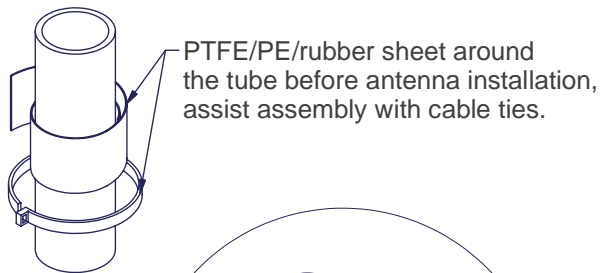 PTFE/PE/rubber sheet around
the tube before antenna installation,
assist assembly with cable ties.